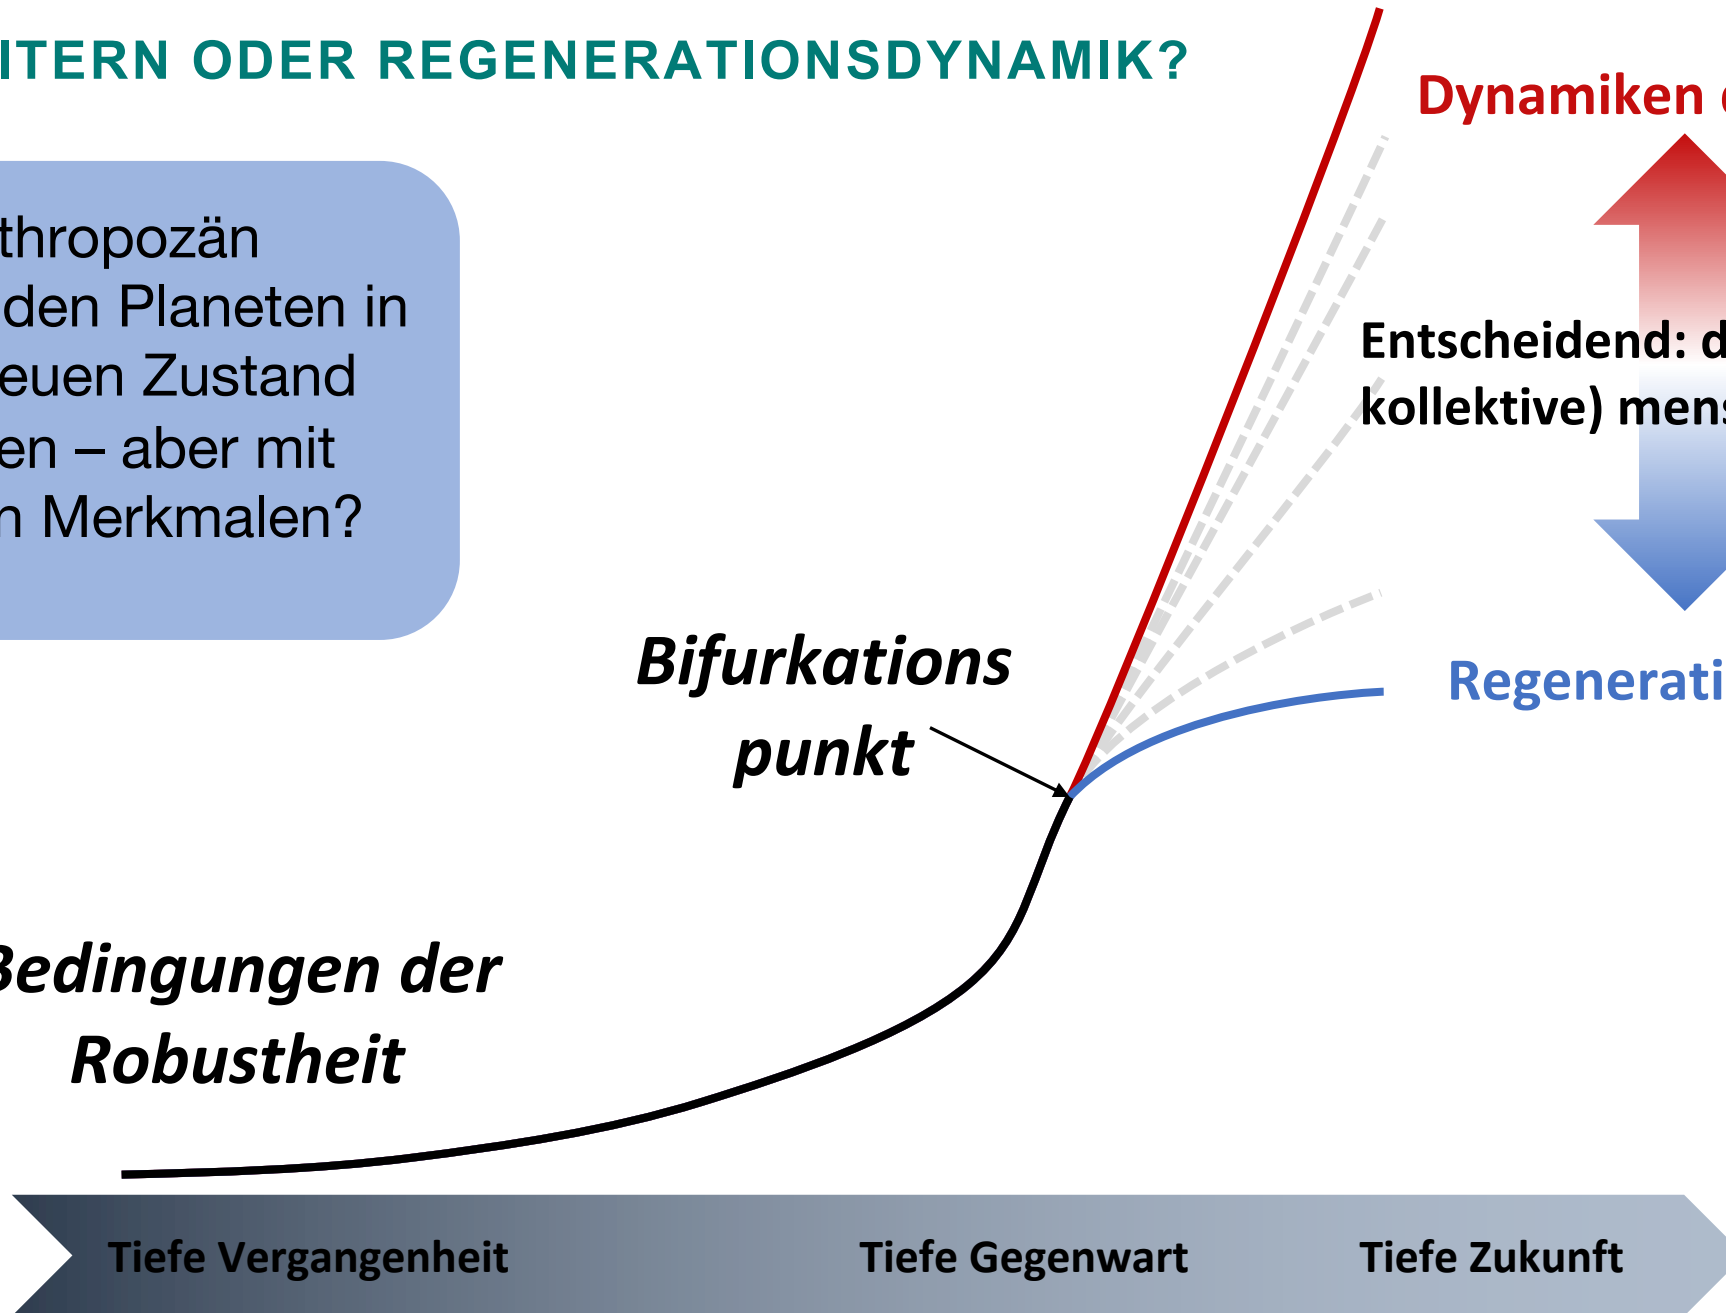 ITERN ODER REGENERATIONSDYNAMIK?
Dynamiken
thropozän
den Planeten in
euen Zustand
en – aber mit
n Merkmalen?
Entscheidend: d
kollektive) mens
Bifurkations
punkt
Regenerati
Bedingungen der
Robustheit
Tiefe Vergangenheit
Tiefe Gegenwart
Tiefe Zukunft